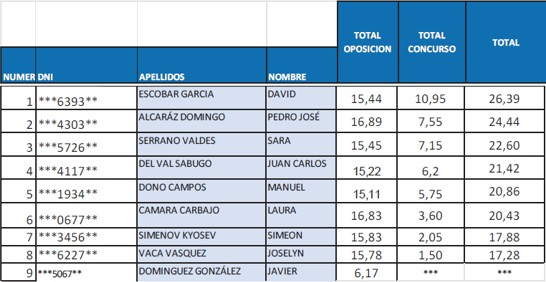 TOTAL OPOSICION TOTAL CONCURSO TOTAL
NUMER DNI APELLIDOS NOMBRE
1 ***6393** ESCOBAR GARCIA DAVID 15,44 10,95 26,39
2 ***4303** ALCARÁZ DOMINGO PEDRO JOSÉ 16,89 7,55 24,44
3 ***5726** SERRANO VALDES SARA 15,45 7,15 22,60
4 ***4117** DEL VAL SABUGO JUAN CARLOS 15,22 6,2 21,42
5 ***1934** DONO CAMPOS MANUEL 15,11 5,75 20,86
6 ***0677** CAMARA CARBAJO LAURA 16,83 3,60 20,43
7 ***3456** SIMENOV KYOSEV SIMEON 15,83 2,05 17,88
8 ***6227** VACA VASQUEZ JOSELYN 15,78 1,50 17,28
9 ***5067** DOMINGUEZ GONZÁLEZ JAVIER 6,17 *** ***